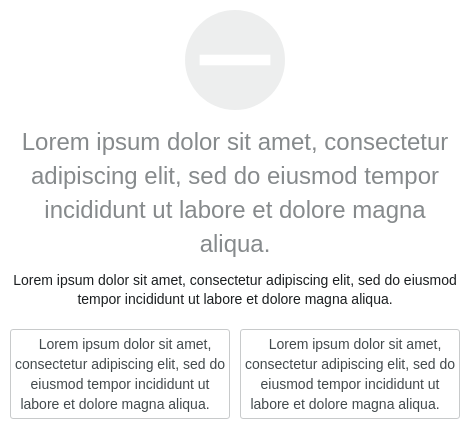 Lorem ipsum dolor sit amet, consectetur
adipiscing elit, sed do eiusmod tempor
incididunt ut labore et dolore magna
aliqua.
Lorem ipsum dolor sit amet, consectetur adipiscing elit, sed do eiusmod
tempor incididunt ut labore et dolore magna aliqua.
Lorem ipsum dolor sit amet,
consectetur adipiscing elit, sed do
eiusmod tempor incididunt ut
labore et dolore magna aliqua.
Lorem ipsum dolor sit amet,
consectetur adipiscing elit, sed do
eiusmod tempor incididunt ut
labore et dolore magna aliqua.